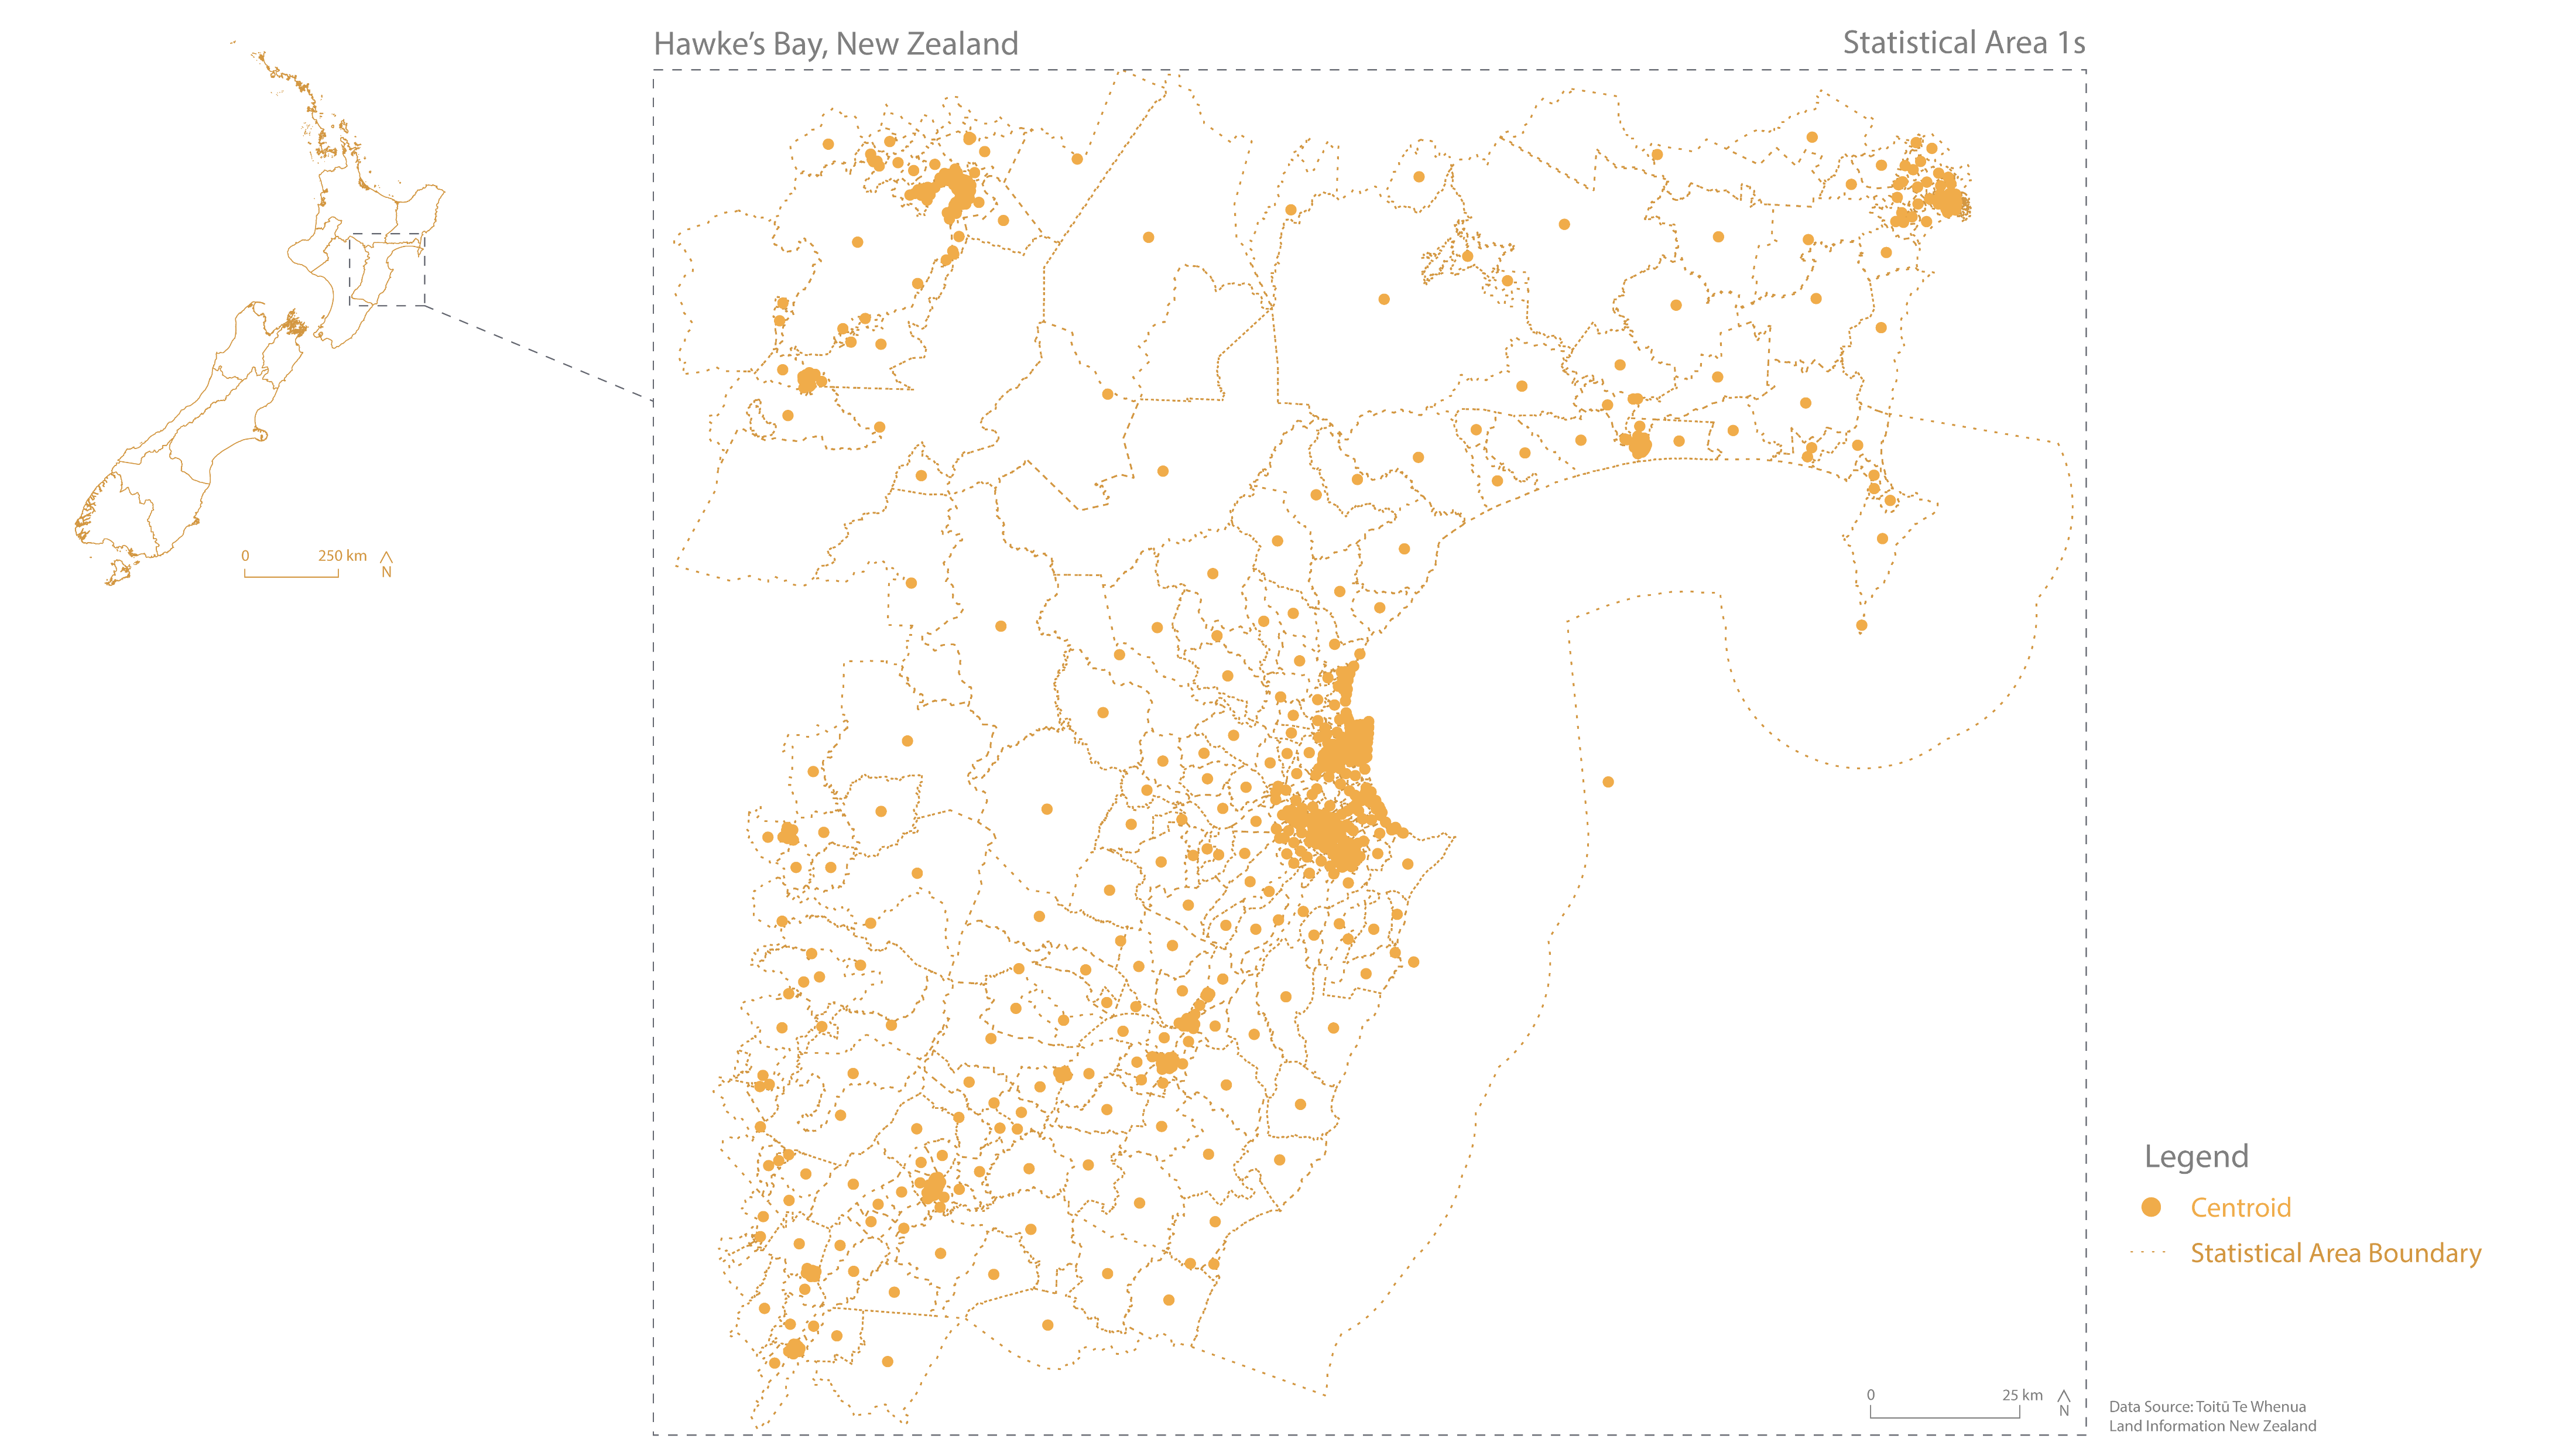 Hawke’s Bay, New Zealand
Statistical Area 1s
0 250 km
N
Legend
Centroid
Statistical Area Boundary
0 25 km
N
Data Source: Toitū Te Whenua
Land Information New Zealand